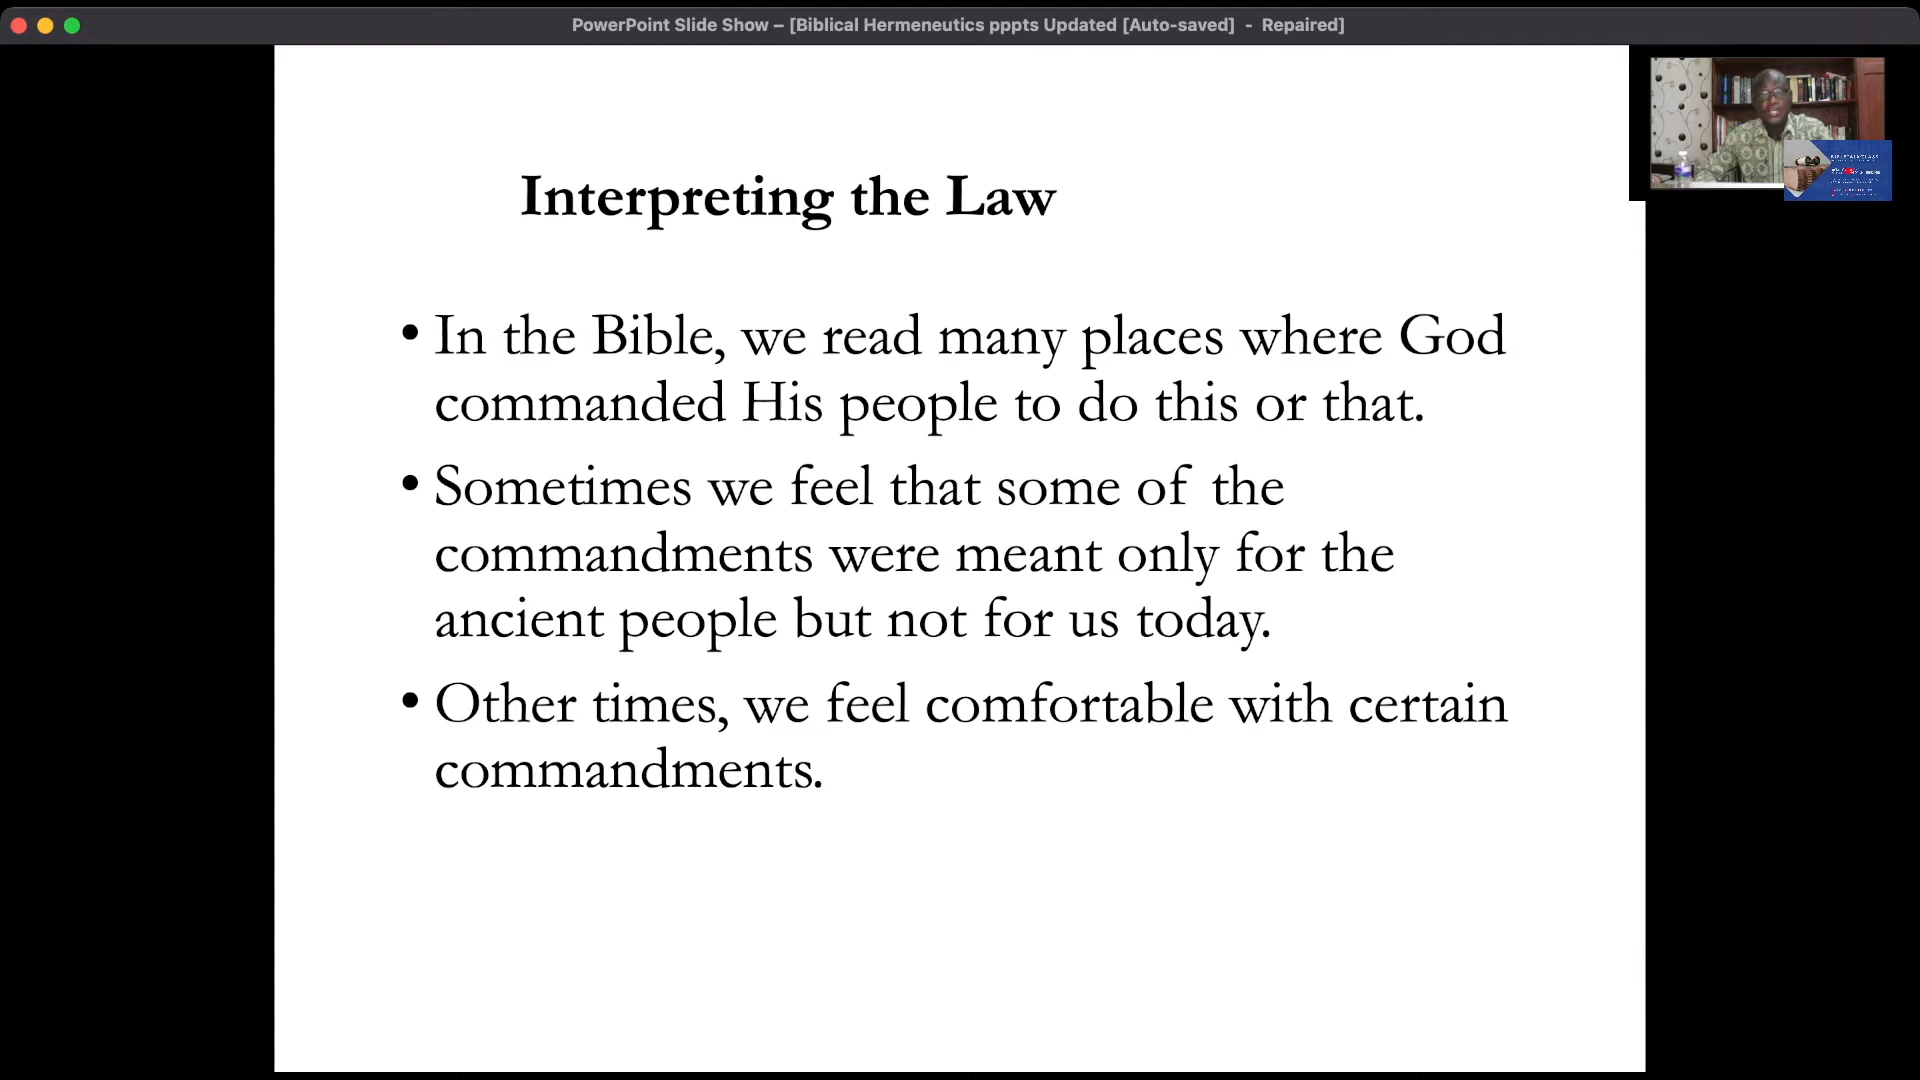 PowerPoint Slide Show – [Biblical Hermeneutics pppts Updated [Auto-saved] - Repaired]
Interpreting the Law
• In the Bible, we read many places where God
commanded His people to do this or that.
• Sometimes we feel that some of the
commandments were meant only for the
ancient people but not for us today.
• Other times, we feel comfortable with certain
commandments.